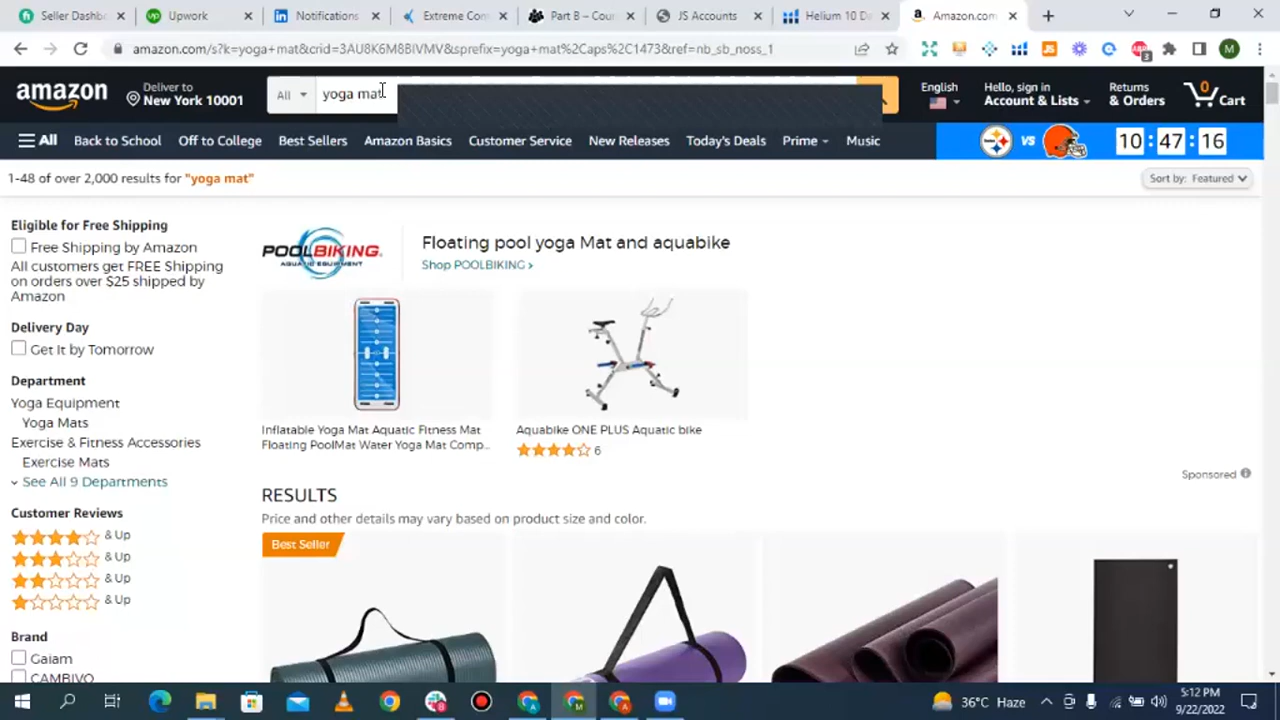 Seller Dashb
Upwork
Notifications
Extreme Con
Part B – Cour
JS Accounts
Helium 10 De
Amazon.com
amazon.com/s?k=yoga+mat&crid=3AU8K6M8BIVMV&sprefix=yoga+mat%2Caps%2C1473&ref=nb_sb_noss_1
3
M
amazon
Deliver to
New York 10001
All
yoga mat
English
Hello, sign in
Account & Lists
Returns
& Orders
0
Cart
All
Back to School
Off to College
Best Sellers
Amazon Basics
Customer Service
New Releases
Today's Deals
Prime
Music
VS
10 : 47 : 16
1-48 of over 2,000 results for "yoga mat"
Sort by: Featured
Eligible for Free Shipping
Free Shipping by Amazon
All customers get FREE Shipping
on orders over $25 shipped by
Amazon
Delivery Day
Get It by Tomorrow
Department
Yoga Equipment
Yoga Mats
Exercise & Fitness Accessories
Exercise Mats
See All 9 Departments
Customer Reviews
& Up
& Up
& Up
& Up
Brand
Gaiam
CAMBIVO
POOLBIKING
AQUATIC EQUIPMENT
Floating pool yoga Mat and aquabike
Shop POOLBIKING ›
Inflatable Yoga Mat Aquatic Fitness Mat
Floating PoolMat Water Yoga Mat Comp...
Aquabike ONE PLUS Aquatic bike
6
Sponsored
RESULTS
Price and other details may vary based on product size and color.
Best Seller
36°C Haze
5:12 PM
9/22/2022